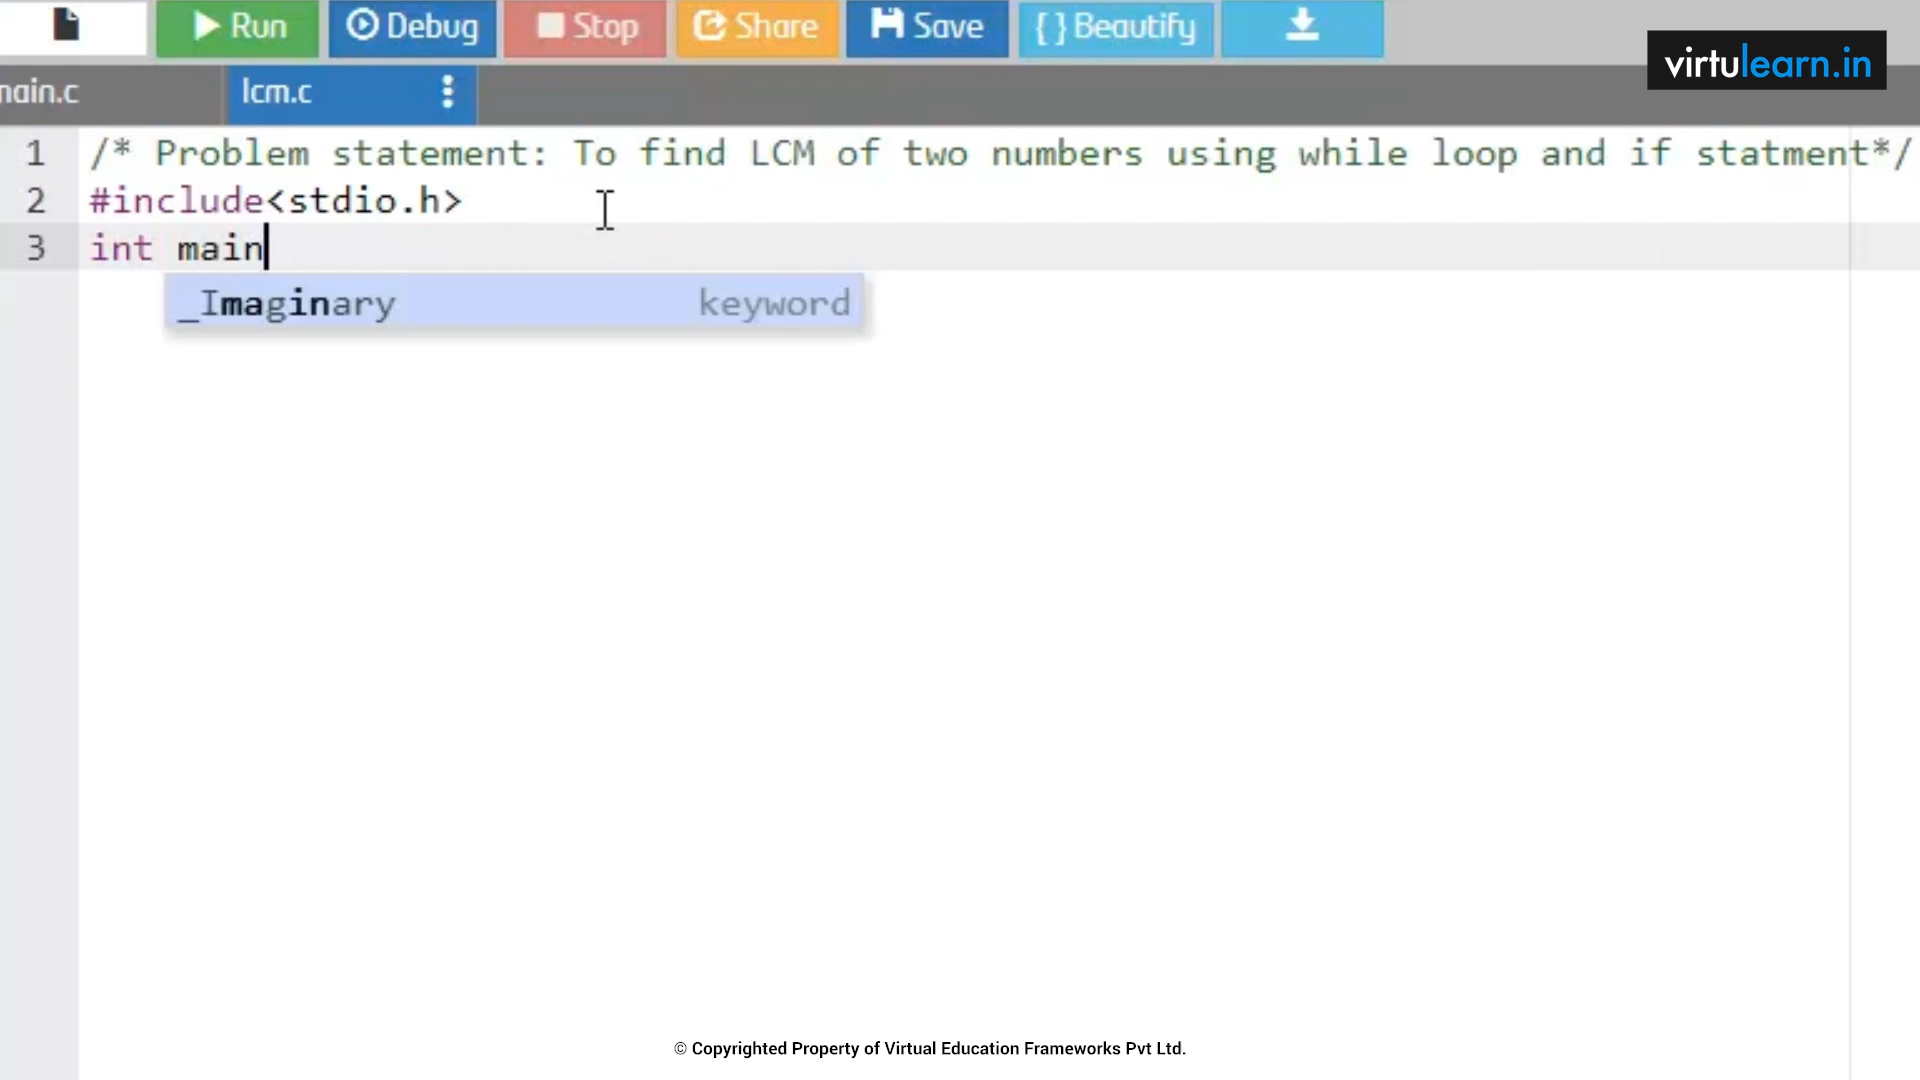 Run Debug Stop Share Save {} Beautify
virtulearn.in
lcm.c
1 /* Problem statement: To find LCM of two numbers using while loop and if statment*/
2 #include<stdio.h>
3 int main
_Imaginary keyword
© Copyrighted Property of Virtual Education Frameworks Pvt Ltd.